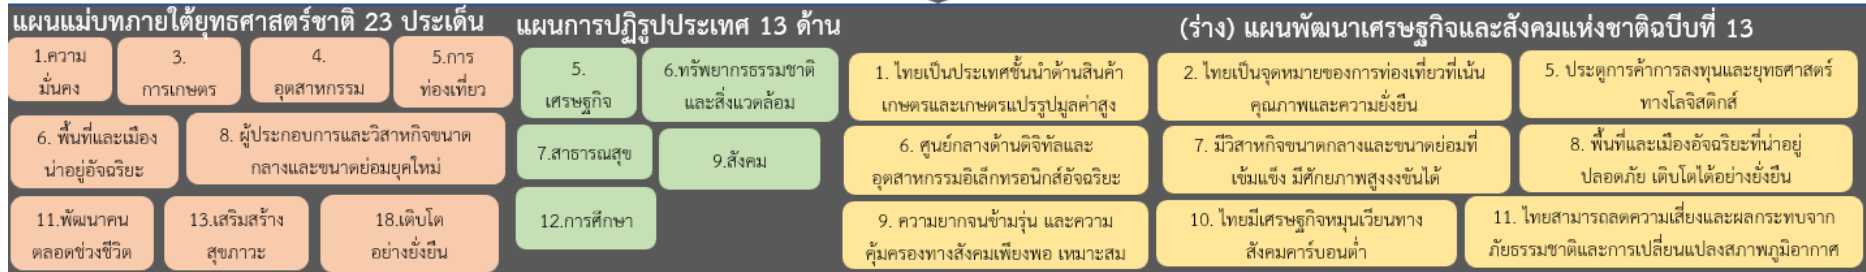 แผนแม่บทภายใต้ยุทธศาสตร์ชาติ 23 ประเด็น
1.ความ
มั่นคง
3.
การเกษตร
4.
อุตสาหกรรม
5.การ
ท่องเที่ยว
6. พื้นที่และเมือง
น่าอยู่อัจฉริยะ
8. ผู้ประกอบการและวิสาหกิจขนาด
กลางและขนาดย่อมยุคใหม่
11.พัฒนาคน
ตลอดช่วงชีวิต
13.เสริมสร้าง
สุขภาวะ
18.เติบโต
อย่างยั่งยืน
แผนการปฏิรูปประเทศ 13 ด้าน
5.
เศรษฐกิจ
6.ทรัพยากรธรรมชาติ
และสิ่งแวดล้อม
7.สาธารณสุข
9.สังคม
12.การศึกษา
(ร่าง) แผนพัฒนาเศรษฐกิจและสังคมแห่งชาติฉบีบที่ 13
1. ไทยเป็นประเทศชั้นนำด้านสินค้า
เกษตรและเกษตรแปรรูปมูลค่าสูง
2. ไทยเป็นจุดหมายของการท่องเที่ยวที่เน้น
คุณภาพและความยั่งยืน
5. ประตูการค้าการลงทุนและยุทธศาสตร์
ทางโลจิสติกส์
6. ศูนย์กลางด้านดิจิทัลและ
อุตสาหกรรมอิเล็กทรอนิกส์อัจฉริยะ
7. มีวิสาหกิจขนาดกลางและขนาดย่อมที่
เข้มแข็ง มีศักยภาพสูงงงขันได้
8. พื้นที่และเมืองอัจฉริยะที่น่าอยู่
ปลอดภัย เติบโตได้อย่างยั่งยืน
9. ความยากจนข้ามรุ่น และความ
คุ้มครองทางสังคมเพียงพอ เหมาะสม
10. ไทยมีเศรษฐกิจหมุนเวียนทาง
สังคมคาร์บอนต่ำ
11. ไทยสามารถลดความเสี่ยงและผลกระทบจาก
ภัยธรรมชาติและการเปลี่ยนแปลงสภาพภูมิอากาศ